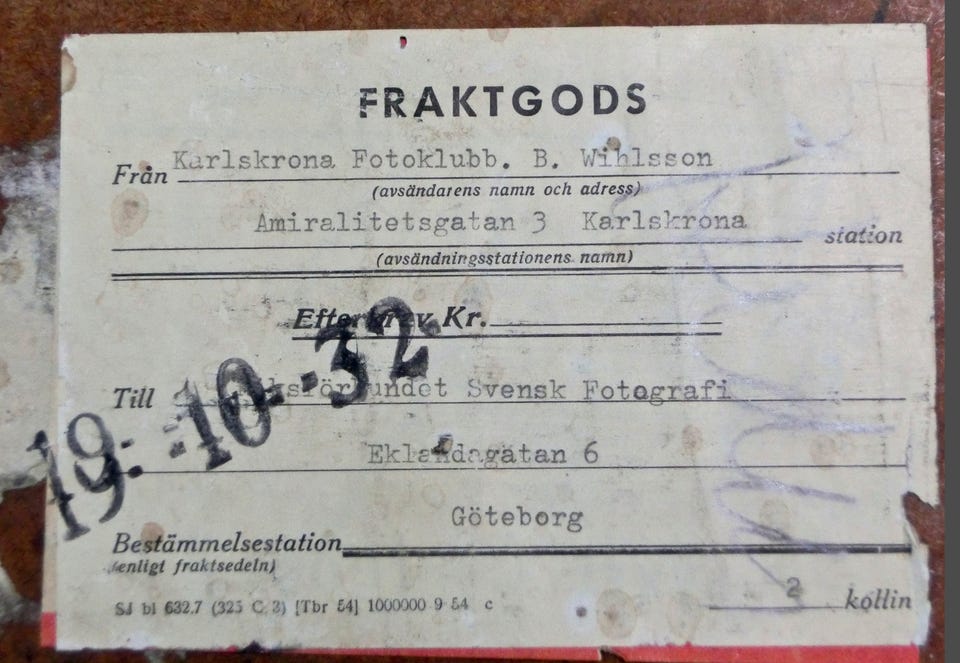 FRAKTGODS
Från Karlskrona Fotoklubb. B. Wihlsson
(avsändarens namn och adress)
Amiralitetsgatan 3 Karlskrona station
(avsändningsstationens namn)
Efterkrav Kr.
19.-10-32
Till Riksförbundet Svensk Fotografi
Eklandagatan 6
Göteborg
Bestämmelsestation
(enligt fraktsedeln)
SJ bl 632.7 (325 C 3) [Tbr 54] 1000000 9 54 c
2 kollin